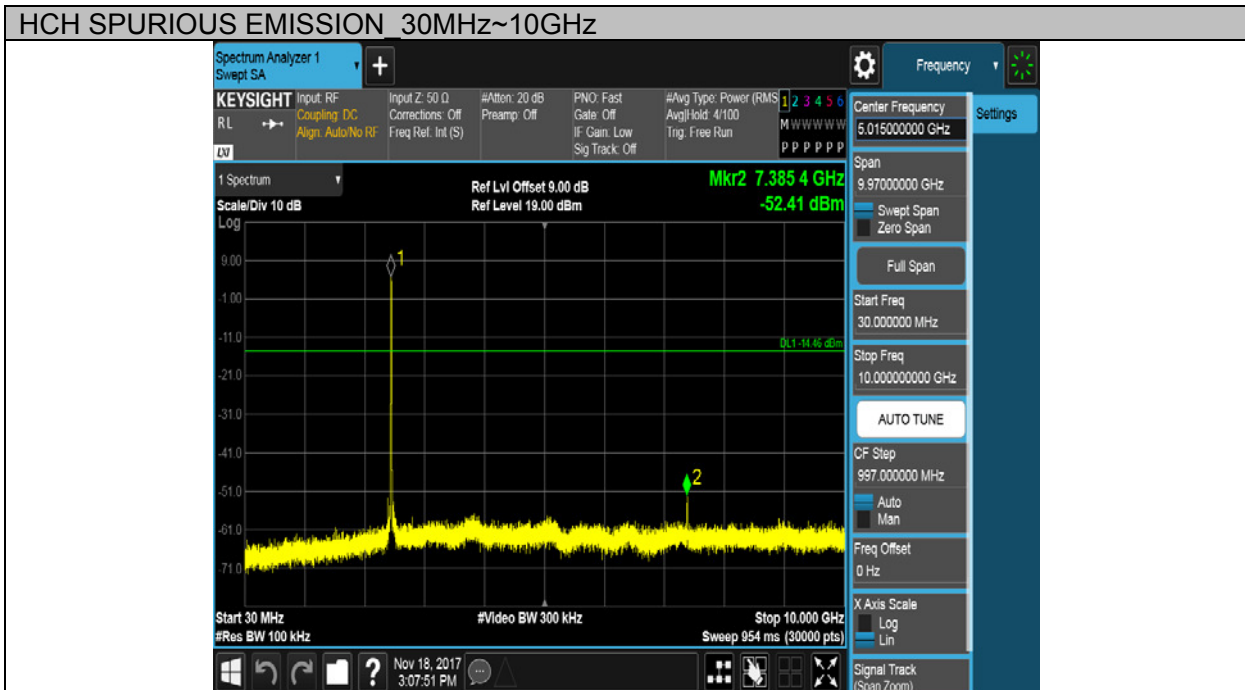 HCH SPURIOUS EMISSION_30MHz~10GHz
Spectrum Analyzer 1
Swept SA
+
Frequency
KEYSIGHT
RL
LXI
Input: RF
Coupling: DC
Align: Auto/No RF
Input Z: 50 Ω
Corrections: Off
Freq Ref: Int (S)
#Atten: 20 dB
Preamp: Off
PNO: Fast
Gate: Off
IF Gain: Low
Sig Track: Off
#Avg Type: Power (RMS
Avg|Hold: 4/100
Trig: Free Run
1 2 3 4 5 6
M W W W W W
P P P P P P
1 Spectrum
Scale/Div 10 dB
Log
Ref Lvl Offset 9.00 dB
Ref Level 19.00 dBm
Mkr2 7.385 4 GHz
-52.41 dBm
9.00
-1.00
-11.0
-21.0
-31.0
-41.0
-51.0
-61.0
-71.0
1
DL1 -14.46 dBm
2
Start 30 MHz
#Res BW 100 kHz
#Video BW 300 kHz
Stop 10.000 GHz
Sweep 954 ms (30000 pts)
?
Nov 18, 2017
3:07:51 PM
Center Frequency
5.015000000 GHz
Settings
Span
9.97000000 GHz
Swept Span
Zero Span
Full Span
Start Freq
30.000000 MHz
Stop Freq
10.000000000 GHz
AUTO TUNE
CF Step
997.000000 MHz
Auto
Man
Freq Offset
0 Hz
X Axis Scale
Log
Lin
Signal Track
(Span Zoom)